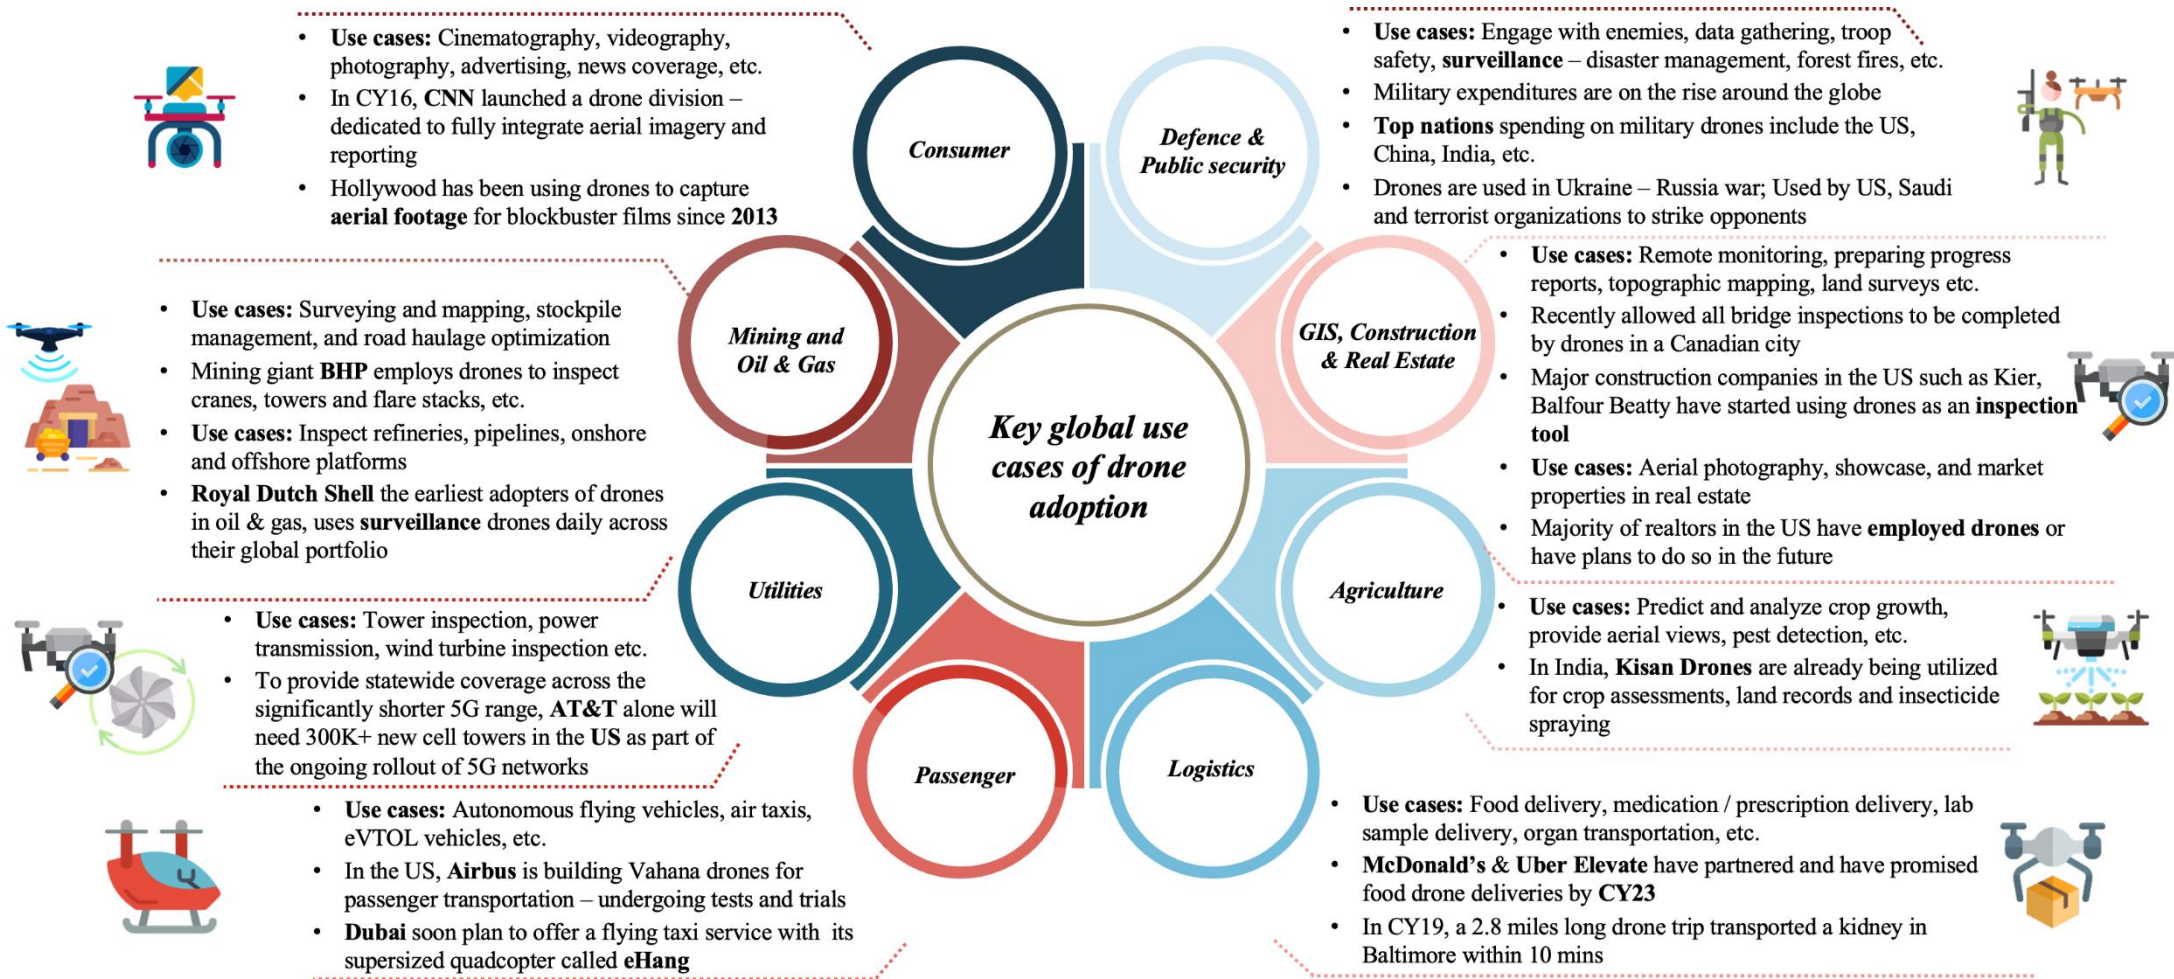 • Use cases: Cinematography, videography,
photography, advertising, news coverage, etc.
• In CY16, CNN launched a drone division –
dedicated to fully integrate aerial imagery and
reporting
• Hollywood has been using drones to capture
aerial footage for blockbuster films since 2013
Consumer
Defence &
Public security
• Use cases: Engage with enemies, data gathering, troop
safety, surveillance – disaster management, forest fires, etc.
• Military expenditures are on the rise around the globe
• Top nations spending on military drones include the US,
China, India, etc.
• Drones are used in Ukraine – Russia war; Used by US, Saudi
and terrorist organizations to strike opponents
• Use cases: Surveying and mapping, stockpile
management, and road haulage optimization
• Mining giant BHP employs drones to inspect
cranes, towers and flare stacks, etc.
• Use cases: Inspect refineries, pipelines, onshore
and offshore platforms
• Royal Dutch Shell the earliest adopters of drones
in oil & gas, uses surveillance drones daily across
their global portfolio
Mining and
Oil & Gas
Key global use
cases of drone
adoption
GIS, Construction
& Real Estate
• Use cases: Remote monitoring, preparing progress
reports, topographic mapping, land surveys etc.
• Recently allowed all bridge inspections to be completed
by drones in a Canadian city
• Major construction companies in the US such as Kier,
Balfour Beatty have started using drones as an inspection
tool
• Use cases: Aerial photography, showcase, and market
properties in real estate
• Majority of realtors in the US have employed drones or
have plans to do so in the future
• Use cases: Tower inspection, power
transmission, wind turbine inspection etc.
• To provide statewide coverage across the
significantly shorter 5G range, AT&T alone will
need 300K+ new cell towers in the US as part of
the ongoing rollout of 5G networks
Utilities
Agriculture
• Use cases: Predict and analyze crop growth,
provide aerial views, pest detection, etc.
• In India, Kisan Drones are already being utilized
for crop assessments, land records and insecticide
spraying
• Use cases: Autonomous flying vehicles, air taxis,
eVTOL vehicles, etc.
• In the US, Airbus is building Vahana drones for
passenger transportation – undergoing tests and trials
• Dubai soon plan to offer a flying taxi service with its
supersized quadcopter called eHang
Passenger
Logistics
• Use cases: Food delivery, medication / prescription delivery, lab
sample delivery, organ transportation, etc.
• McDonald’s & Uber Elevate have partnered and have promised
food drone deliveries by CY23
• In CY19, a 2.8 miles long drone trip transported a kidney in
Baltimore within 10 mins